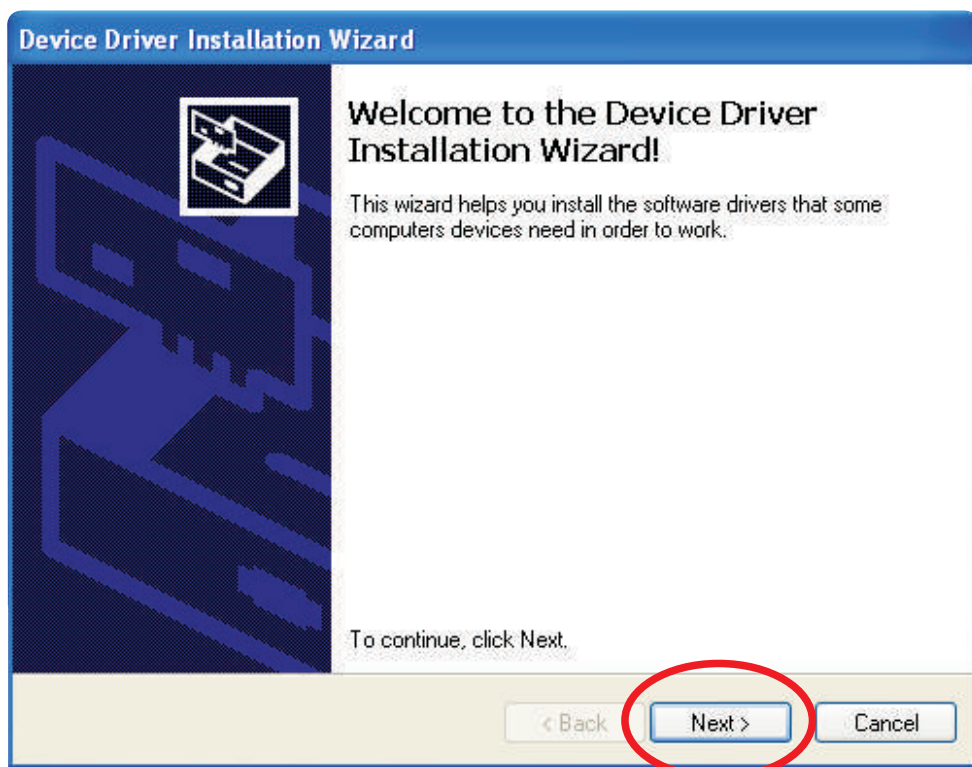 Device Driver Installation Wizard
Welcome to the Device Driver
Installation Wizard!
This wizard helps you install the software drivers that some
computers devices need in order to work.
To continue, click Next.
< Back
Next >
Cancel